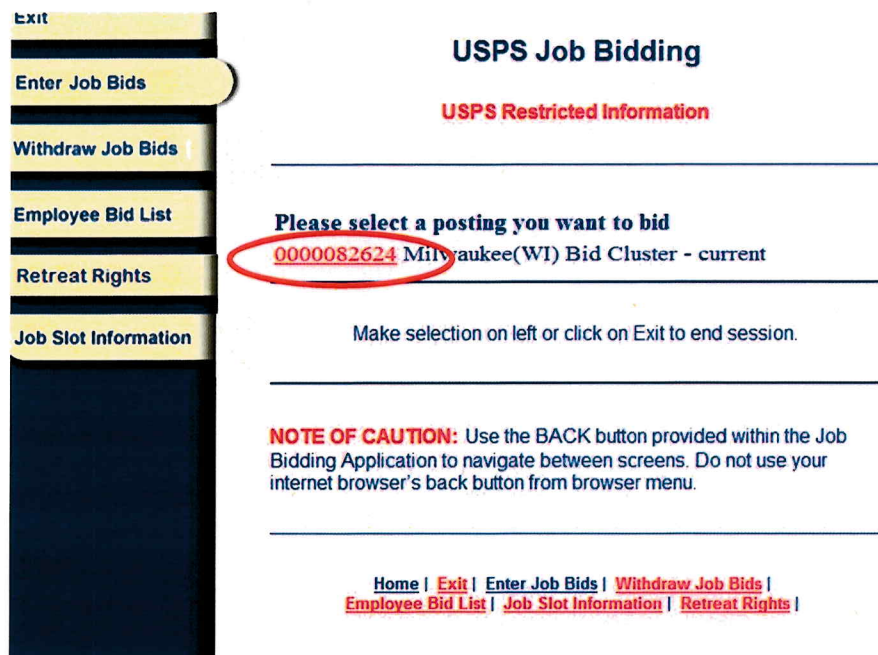 Exit
Enter Job Bids
Withdraw Job Bids
Employee Bid List
Retreat Rights
Job Slot Information
USPS Job Bidding
USPS Restricted Information
Please select a posting you want to bid
0000082624 Milwaukee(WI) Bid Cluster - current
Make selection on left or click on Exit to end session.
NOTE OF CAUTION: Use the BACK button provided within the Job
Bidding Application to navigate between screens. Do not use your
internet browser's back button from browser menu.
Home | Exit | Enter Job Bids | Withdraw Job Bids |
Employee Bid List | Job Slot Information | Retreat Rights |